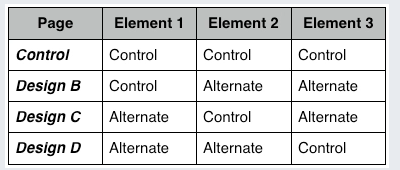 Page Element 1 Element 2 Element 3
Control Control Control Control
Design B Control Alternate Alternate
Design C Alternate Control Alternate
Design D Alternate Alternate Control